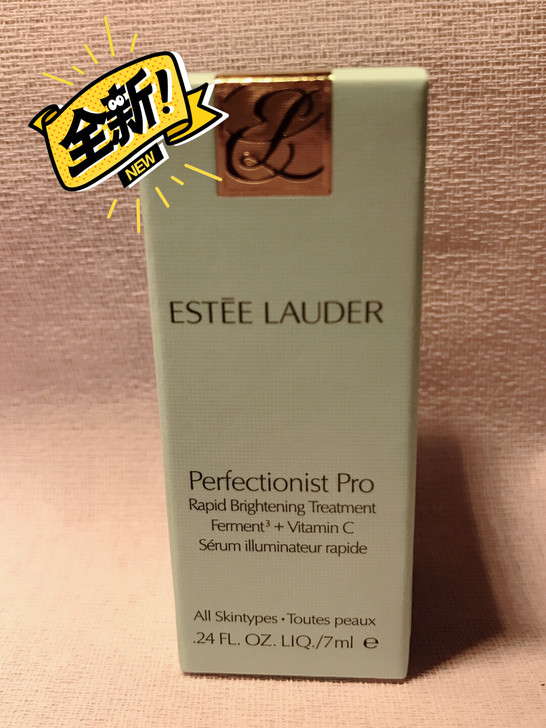 全新!
NEW
EL
ESTĒE LAUDER
Perfectionist Pro
Rapid Brightening Treatment
Ferment³ + Vitamin C
Sérum illuminateur rapide
All Skintypes • Toutes peaux
.24 FL. OZ. LIQ./7ml ℮